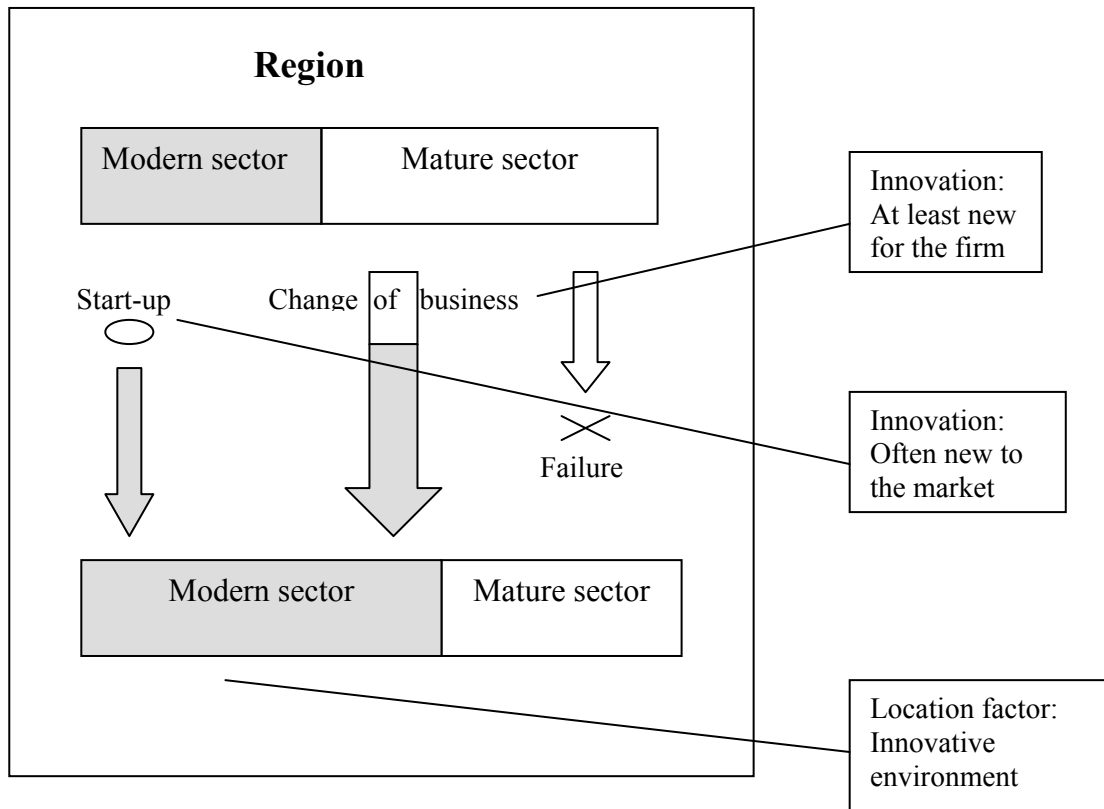 Region
Modern sector
Mature sector
Innovation:
At least new
for the firm
Start-up
Change of business
Innovation:
Often new to
the market
Failure
Modern sector
Mature sector
Location factor:
Innovative
environment